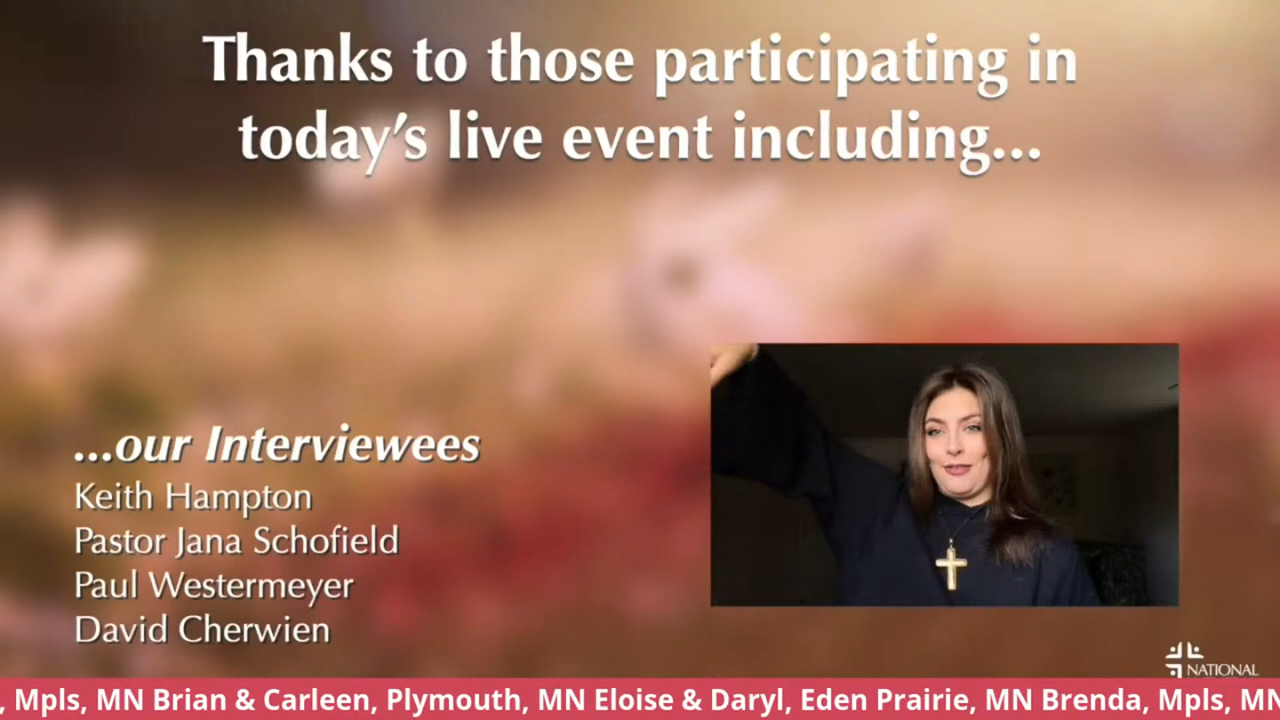 Thanks to those participating in
today's live event including...
...our Interviewees
Keith Hampton
Pastor Jana Schofield
Paul Westermeyer
David Cherwien
NATIONAL
, Mpls, MN Brian & Carleen, Plymouth, MN Eloise & Daryl, Eden Prairie, MN Brenda, Mpls, MN